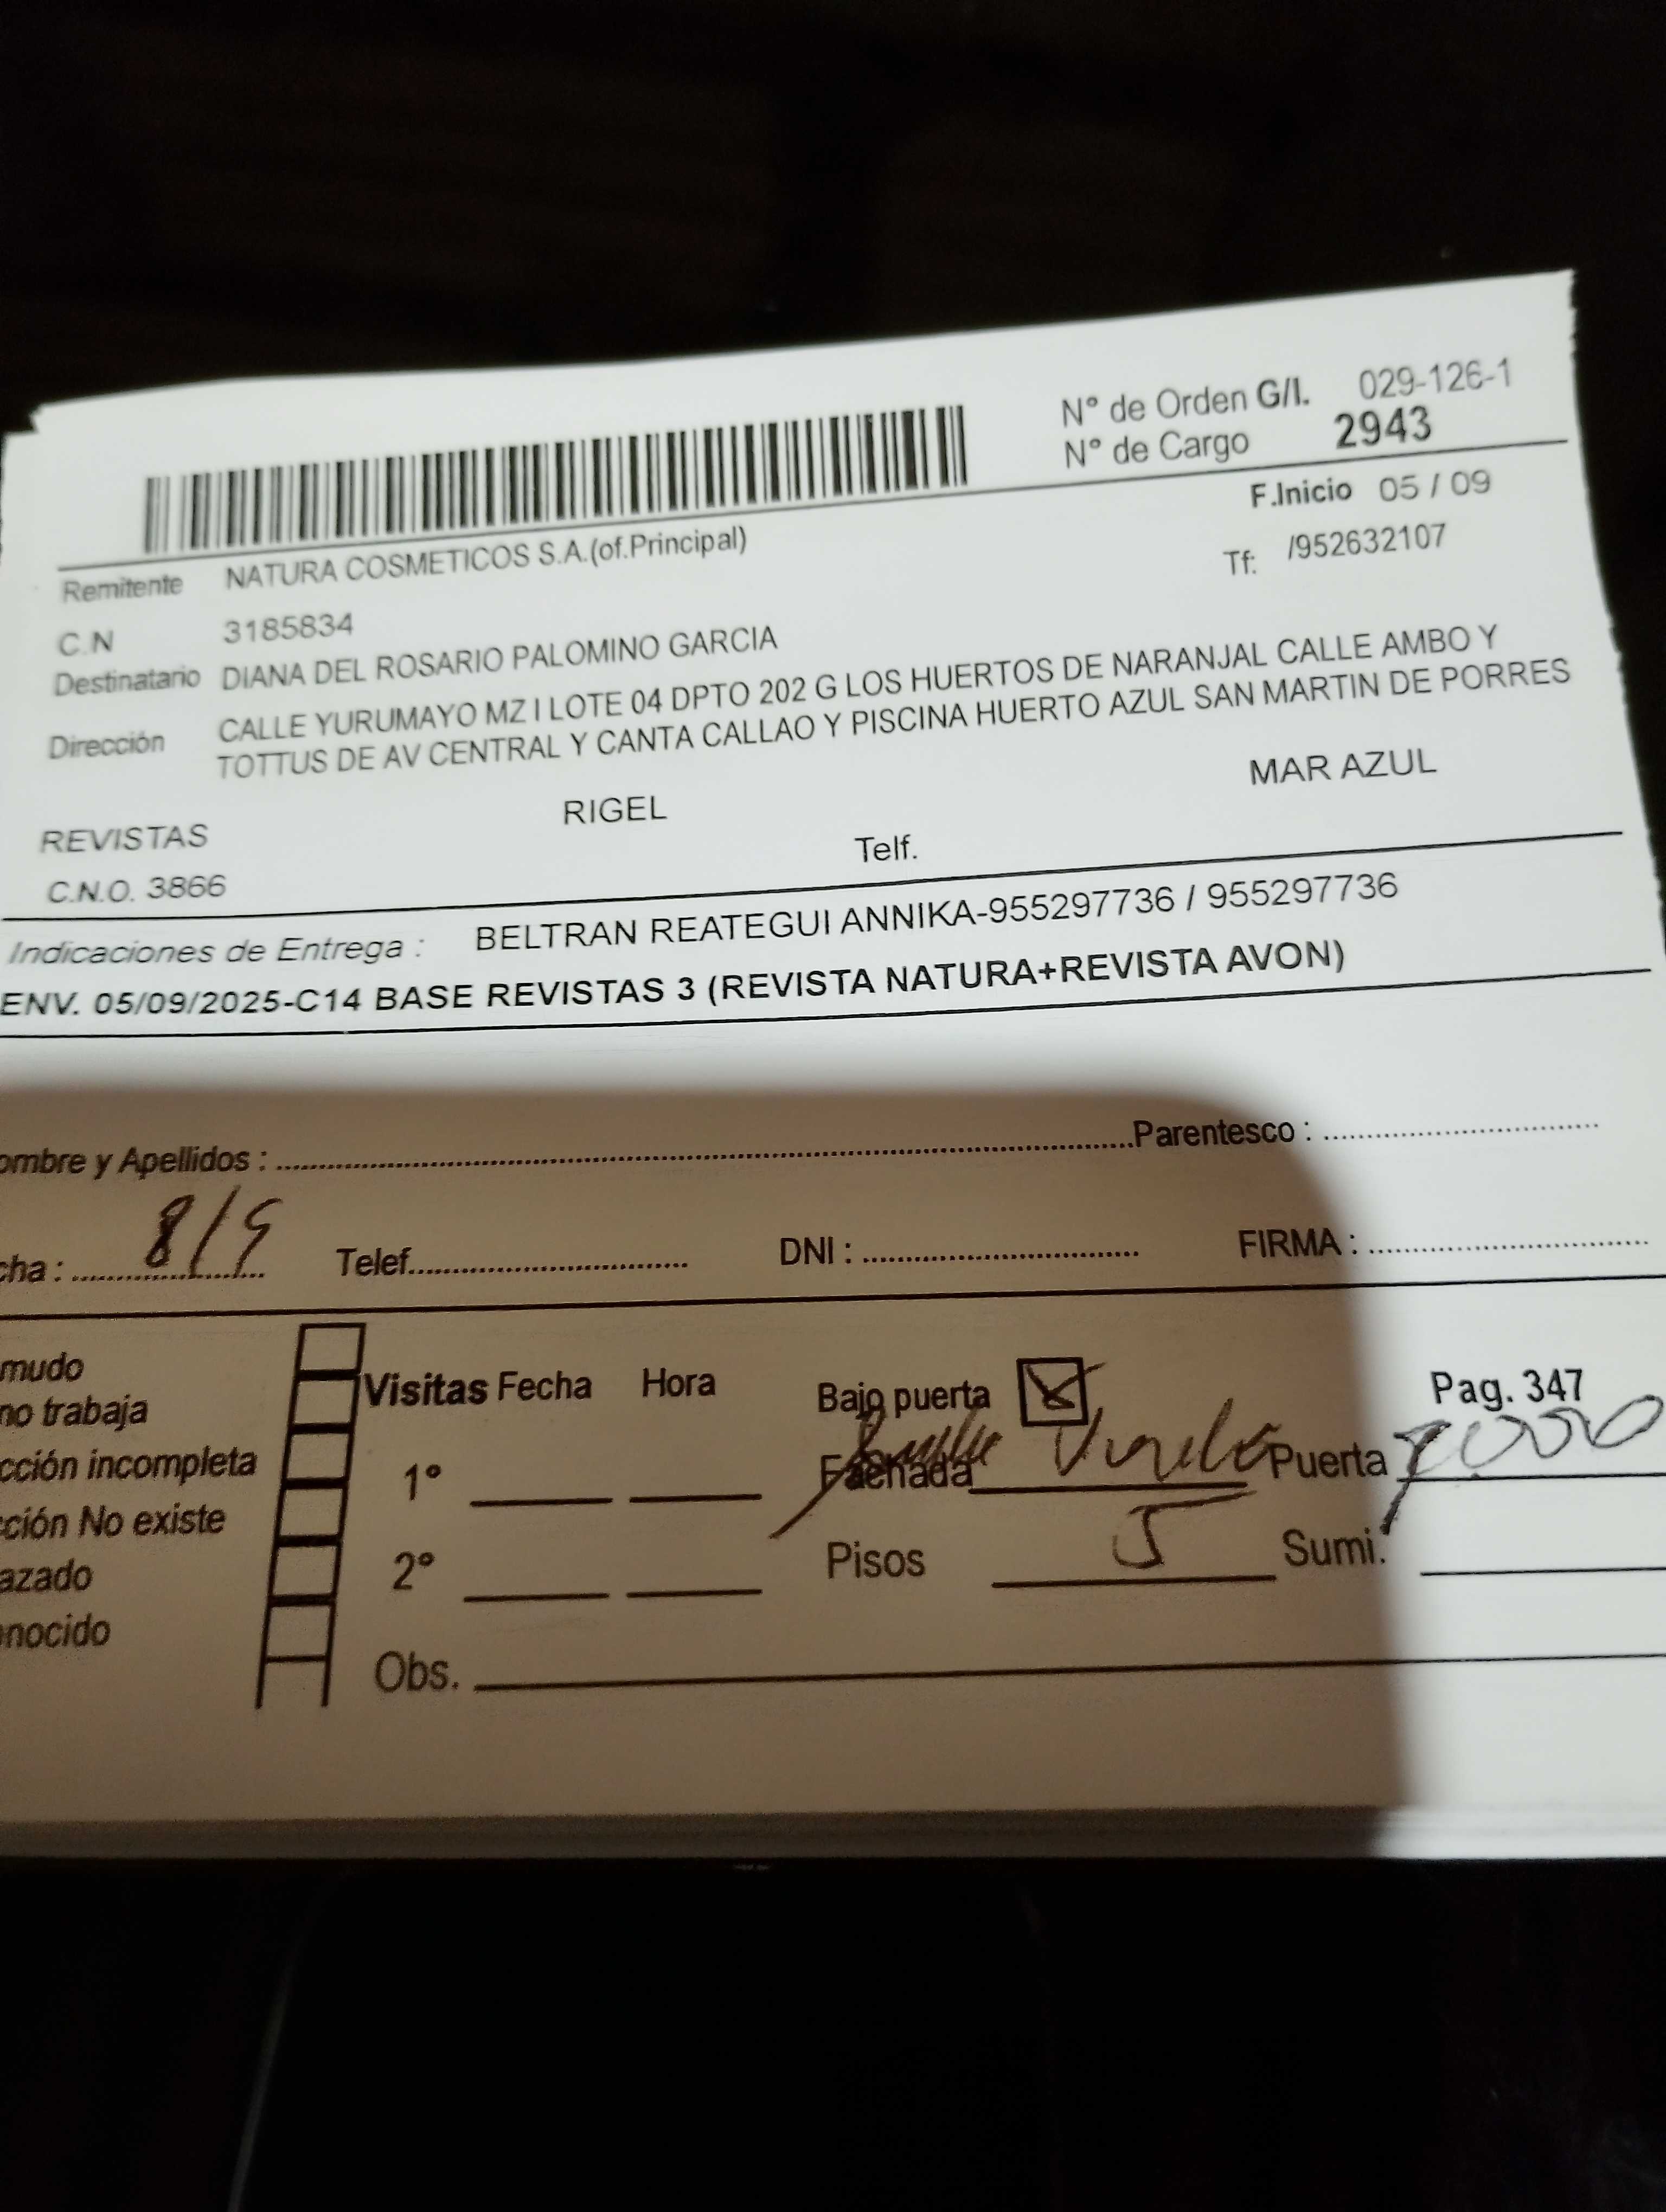 N° de Orden G/I. 029-126-1
N° de Cargo 2943
F.Inicio 05 / 09
Remitente NATURA COSMETICOS S.A.(of.Principal)
Tf: /952632107
C.N 3185834
Destinatario DIANA DEL ROSARIO PALOMINO GARCIA
Dirección CALLE YURUMAYO MZ I LOTE 04 DPTO 202 G LOS HUERTOS DE NARANJAL CALLE AMBO Y
TOTTUS DE AV CENTRAL Y CANTA CALLAO Y PISCINA HUERTO AZUL SAN MARTIN DE PORRES
REVISTAS RIGEL MAR AZUL
C.N.O. 3866 Telf.
Indicaciones de Entrega : BELTRAN REATEGUI ANNIKA-955297736 / 955297736
ENV. 05/09/2025-C14 BASE REVISTAS 3 (REVISTA NATURA+REVISTA AVON)
ombre y Apellidos : Parentesco :
cha : 8/9 Telef. DNI : FIRMA :
mudo
no trabaja
cción incompleta
cción No existe
azado
nocido
Visitas Fecha Hora
1°
2°
Obs.
Bajo puerta
Pag. 347
Fachada Puerta
Pisos 5 Sumi.